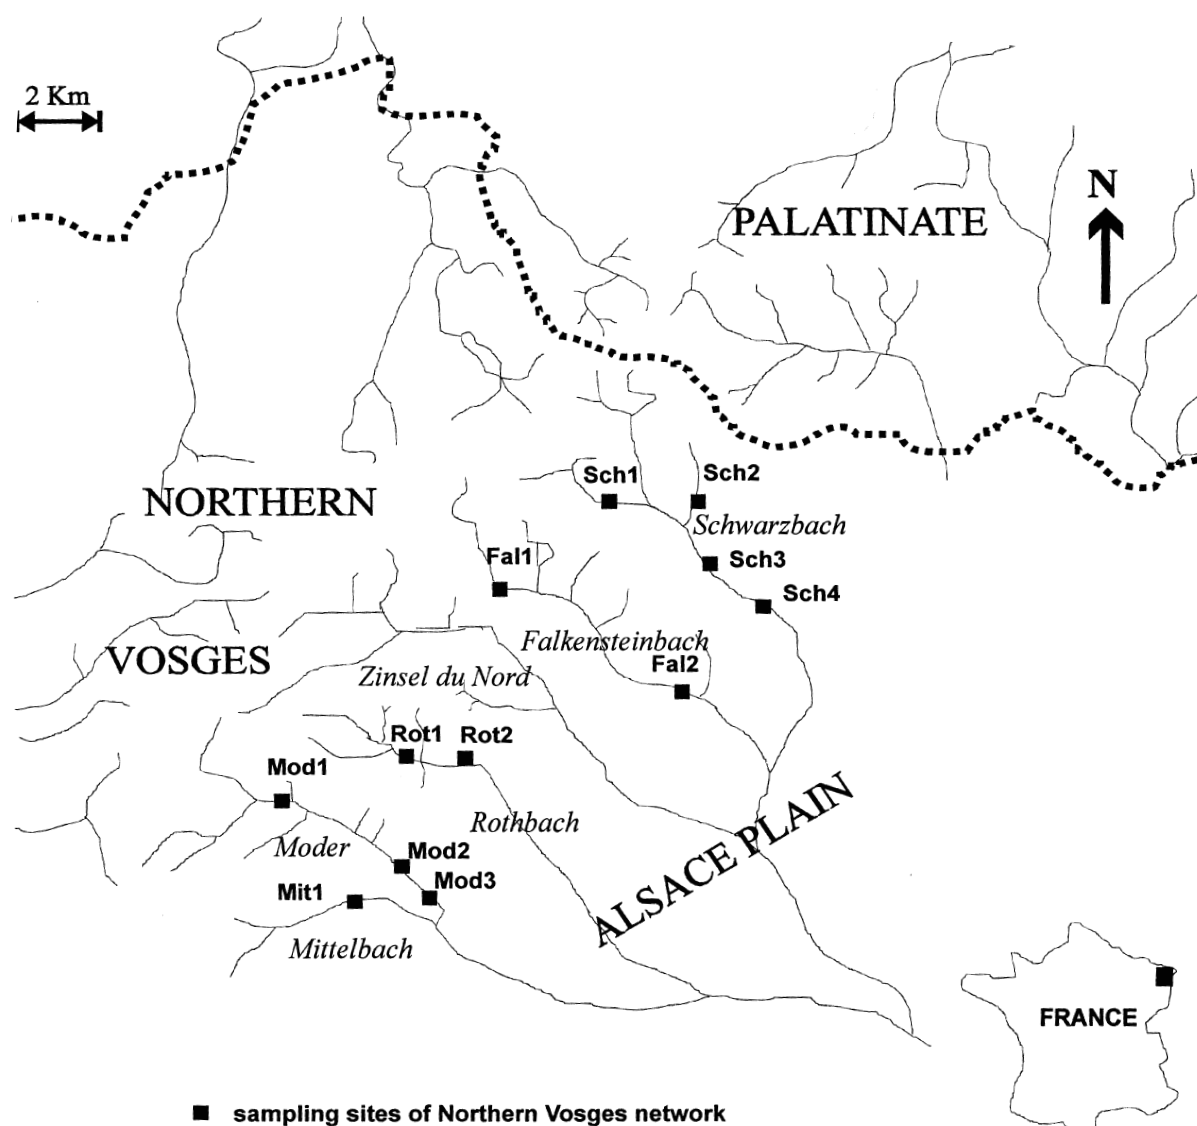 2 Km
N
PALATINATE
Sch1
Sch2
NORTHERN
Schwarzbach
Fal1
Sch3
Sch4
Falkensteinbach
VOSGES
Fal2
Zinsel du Nord
Rot1
Rot2
Mod1
Rothbach
Moder
Mod2
ALSACE PLAIN
Mod3
Mit1
Mittelbach
FRANCE
sampling sites of Northern Vosges network